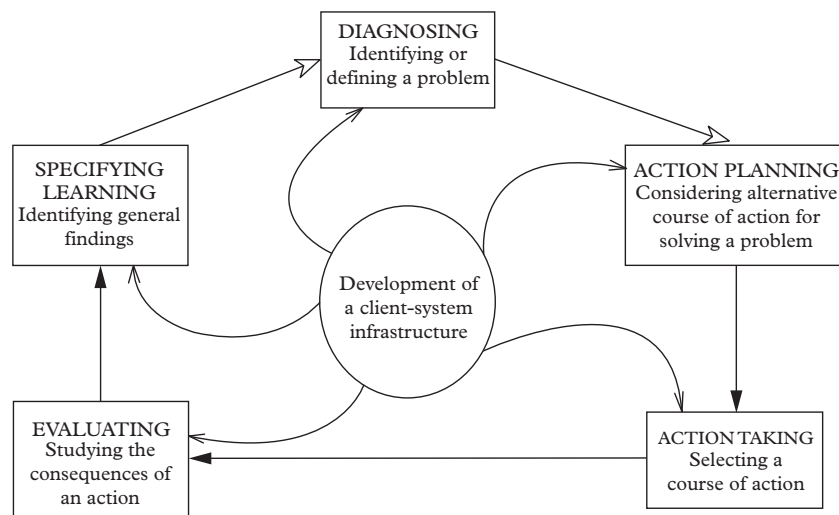 DIAGNOSING
Identifying or
defining a problem
SPECIFYING
LEARNING
Identifying general
findings
ACTION PLANNING
Considering alternative
course of action for
solving a problem
Development of
a client-system
infrastructure
EVALUATING
Studying the
consequences of
an action
ACTION TAKING
Selecting a
course of action